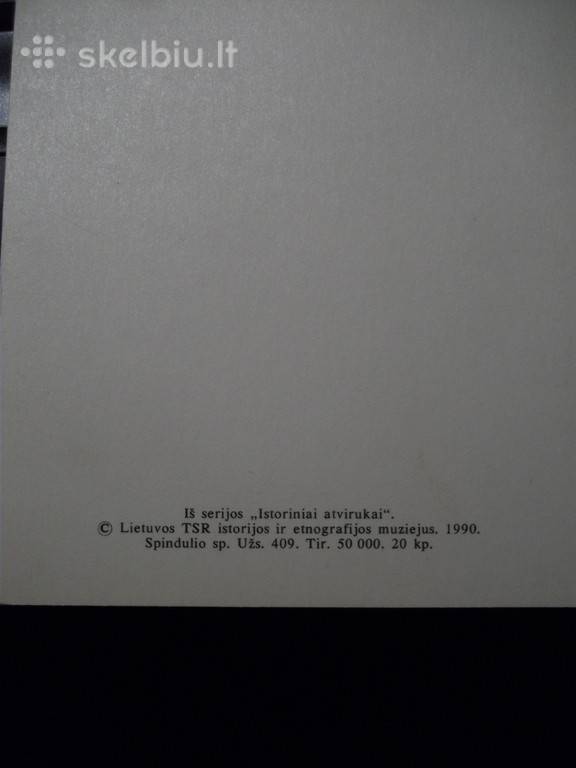 skelbiu.lt
Iš serijos „Istoriniai atvirukai“.
© Lietuvos TSR istorijos ir etnografijos muziejus. 1990.
Spindulio sp. Užs. 409. Tir. 50 000. 20 kp.